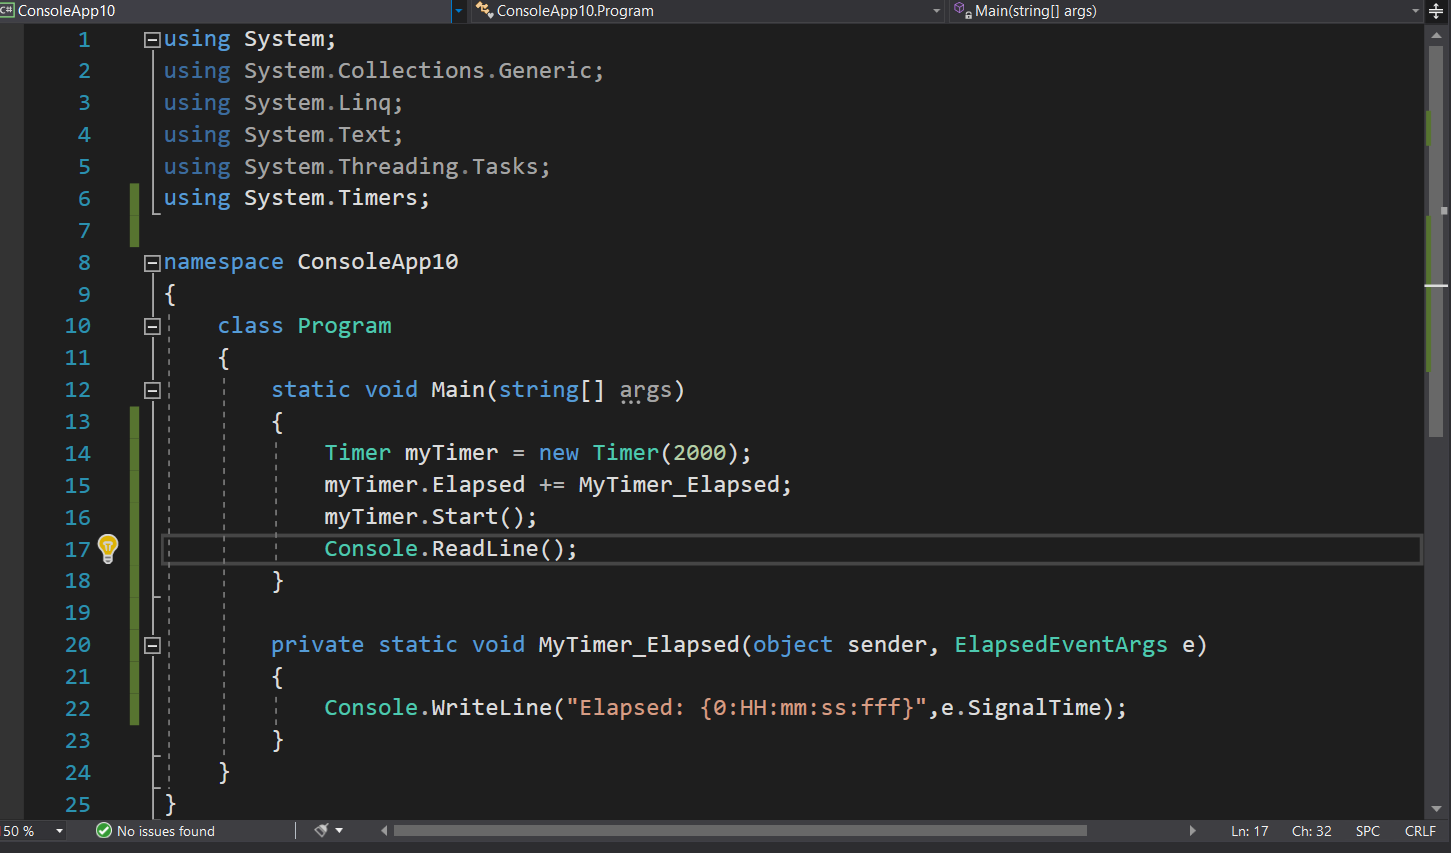 C# ConsoleApp10 ConsoleApp10.Program Main(string[] args)
1 using System;
2 using System.Collections.Generic;
3 using System.Linq;
4 using System.Text;
5 using System.Threading.Tasks;
6 using System.Timers;
7
8 namespace ConsoleApp10
9 {
10     class Program
11     {
12         static void Main(string[] args)
13         {
14             Timer myTimer = new Timer(2000);
15             myTimer.Elapsed += MyTimer_Elapsed;
16             myTimer.Start();
17             Console.ReadLine();
18         }
19
20         private static void MyTimer_Elapsed(object sender, ElapsedEventArgs e)
21         {
22             Console.WriteLine("Elapsed: {0:HH:mm:ss:fff}",e.SignalTime);
23         }
24     }
25 }
50 % No issues found Ln: 17 Ch: 32 SPC CRLF